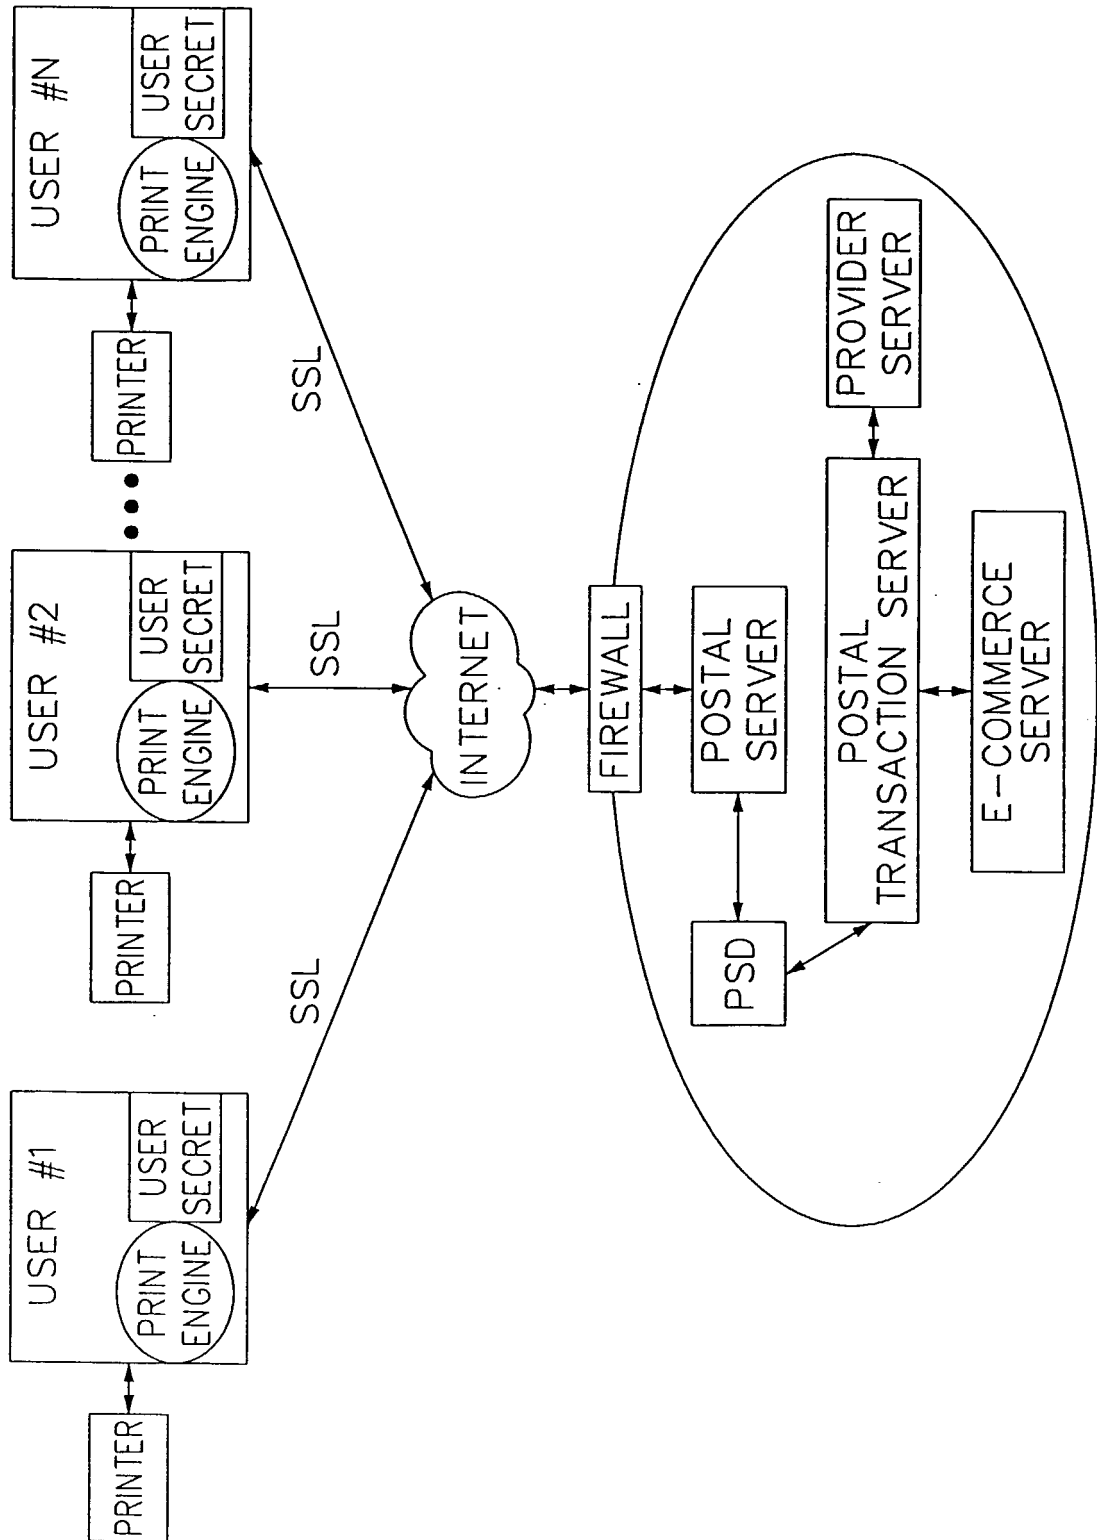 USER #1
PRINT
ENGINE
USER
SECRET
PRINTER
USER #2
PRINT
ENGINE
USER
SECRET
PRINTER
USER #N
PRINT
ENGINE
USER
SECRET
PRINTER
SSL
SSL
SSL
INTERNET
FIREWALL
PSD
POSTAL
SERVER
POSTAL
TRANSACTION SERVER
PROVIDER
SERVER
E-COMMERCE
SERVER